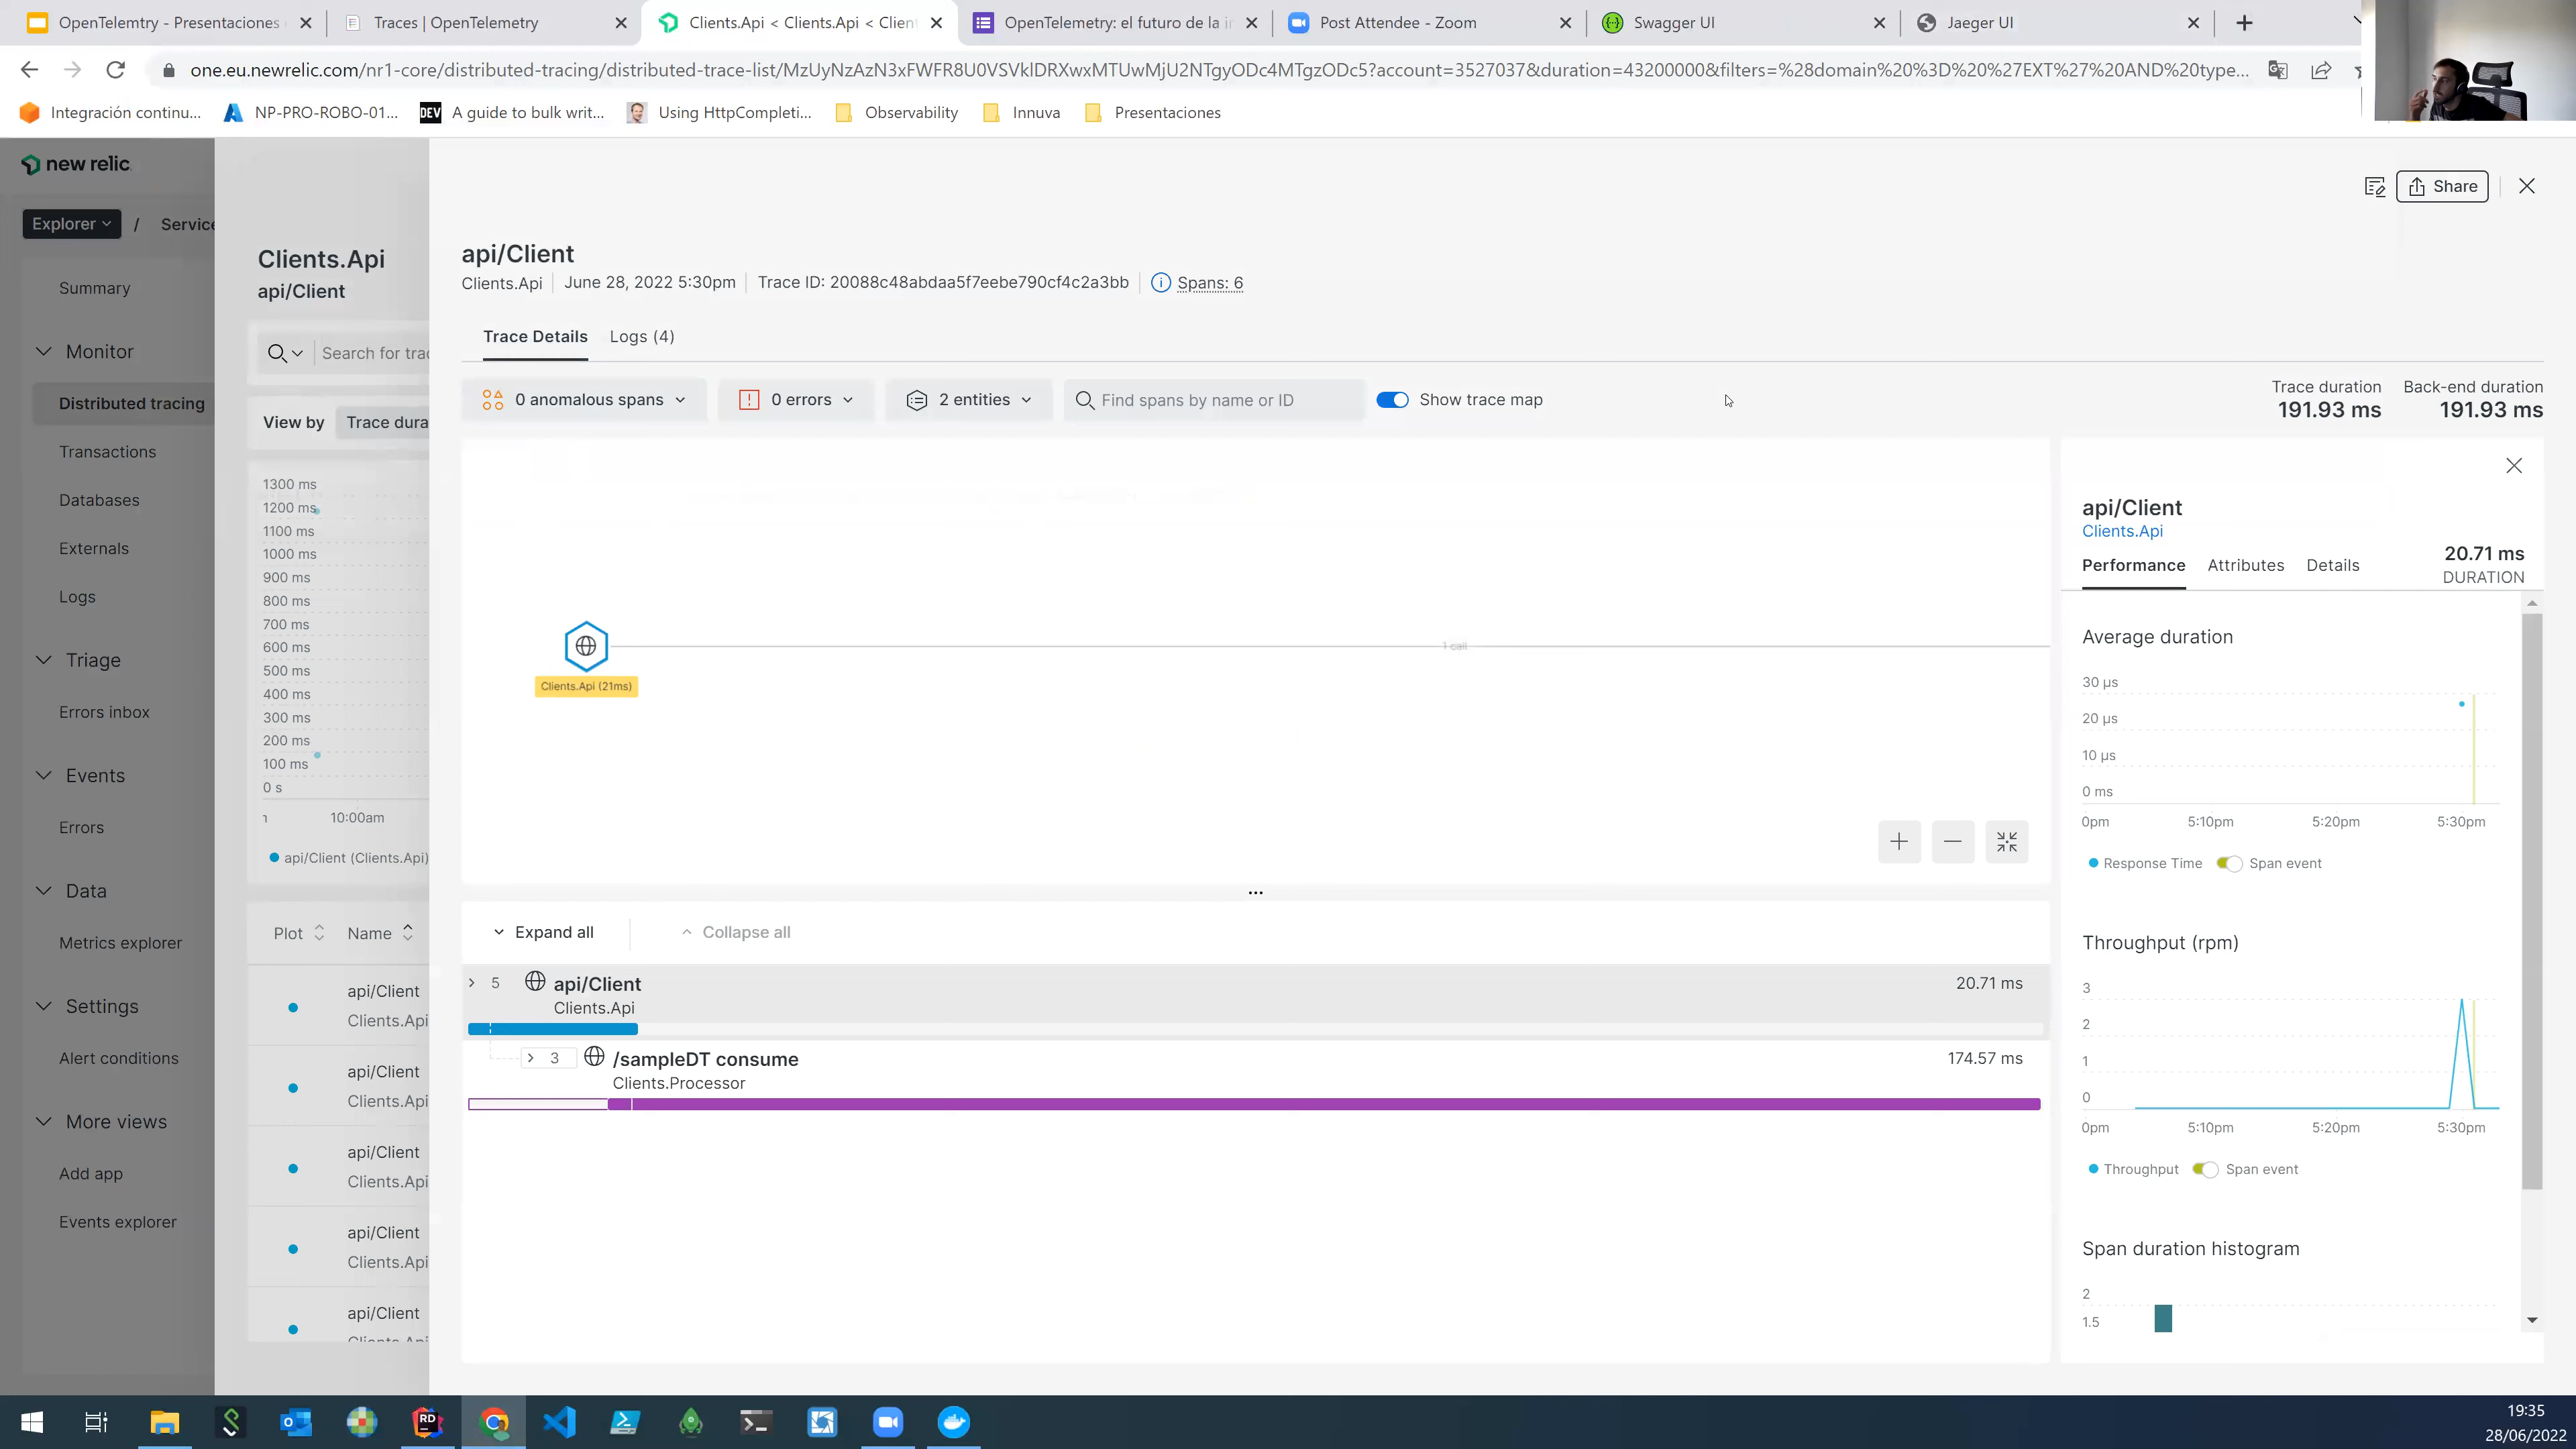 OpenTelemtry - Presentaciones
Traces | OpenTelemetry
Clients.Api < Clients.Api < Client
OpenTelemetry: el futuro de la i
Post Attendee - Zoom
Swagger UI
Jaeger UI
one.eu.newrelic.com/nr1-core/distributed-tracing/distributed-trace-list/MzUyNzAzN3xFWFR8U0VSVklDRXwxMTUwMjU2NTgyODc4MTgzODc5?account=3527037&duration=43200000&filters=%28domain%20%3D%20%27EXT%27%20AND%20type...
Integración continu...
NP-PRO-ROBO-01...
DEV
A guide to bulk writ...
Using HttpCompleti...
Observability
Innuva
Presentaciones
new relic
Explorer
/
Service
Summary
Monitor
Distributed tracing
Transactions
Databases
Externals
Logs
Triage
Errors inbox
Events
Errors
Data
Metrics explorer
Settings
Alert conditions
More views
Add app
Events explorer
Clients.Api
api/Client
Search for trac
View by
Trace dura
1300 ms
1200 ms
1100 ms
1000 ms
900 ms
800 ms
700 ms
600 ms
500 ms
400 ms
300 ms
200 ms
100 ms
0 s
10:00am
api/Client (Clients.Api)
Plot
Name
api/Client
Clients.Api
api/Client
Clients.Api
api/Client
Clients.Api
api/Client
Clients.Api
api/Client
Clients.Api
Share
api/Client
Clients.Api
June 28, 2022 5:30pm
Trace ID: 20088c48abdaa5f7eebe790cf4c2a3bb
Spans: 6
Trace Details
Logs (4)
0 anomalous spans
0 errors
2 entities
Find spans by name or ID
Show trace map
Trace duration
191.93 ms
Back-end duration
191.93 ms
1 call
Clients.Api (21ms)
...
Expand all
Collapse all
5
api/Client
Clients.Api
20.71 ms
3
/sampleDT consume
Clients.Processor
174.57 ms
api/Client
Clients.Api
20.71 ms
DURATION
Performance
Attributes
Details
Average duration
30 µs
20 µs
10 µs
0 ms
0pm
5:10pm
5:20pm
5:30pm
Response Time
Span event
Throughput (rpm)
3
2
1
0
0pm
5:10pm
5:20pm
5:30pm
Throughput
Span event
Span duration histogram
2
1.5
RD
19:35
28/06/2022